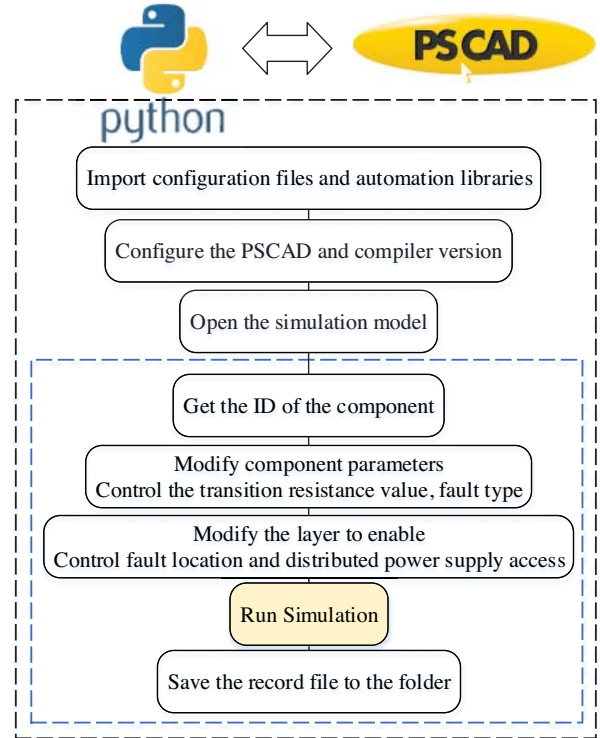 PSCAD
python
Import configuration files and automation libraries
Configure the PSCAD and compiler version
Open the simulation model
Get the ID of the component
Modify component parameters
Control the transition resistance value, fault type
Modify the layer to enable
Control fault location and distributed power supply access
Run Simulation
Save the record file to the folder